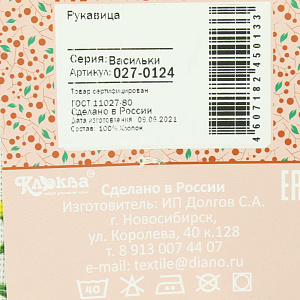 Рукавица
Серия: Васильки
Артикул: 027-0124
Товар сертифицирован
ГОСТ 11027-80
Сделано в России
Дата изготовления 09.06.2021
Состав: 100% Хлопок
4607182450133
Клюква®
Сделано в России
Изготовитель: ИП Долгов С.А.
г. Новосибирск,
ул. Королева, 40 к.128
т. 8 913 007 44 07
e-mail: textile@diano.ru
40